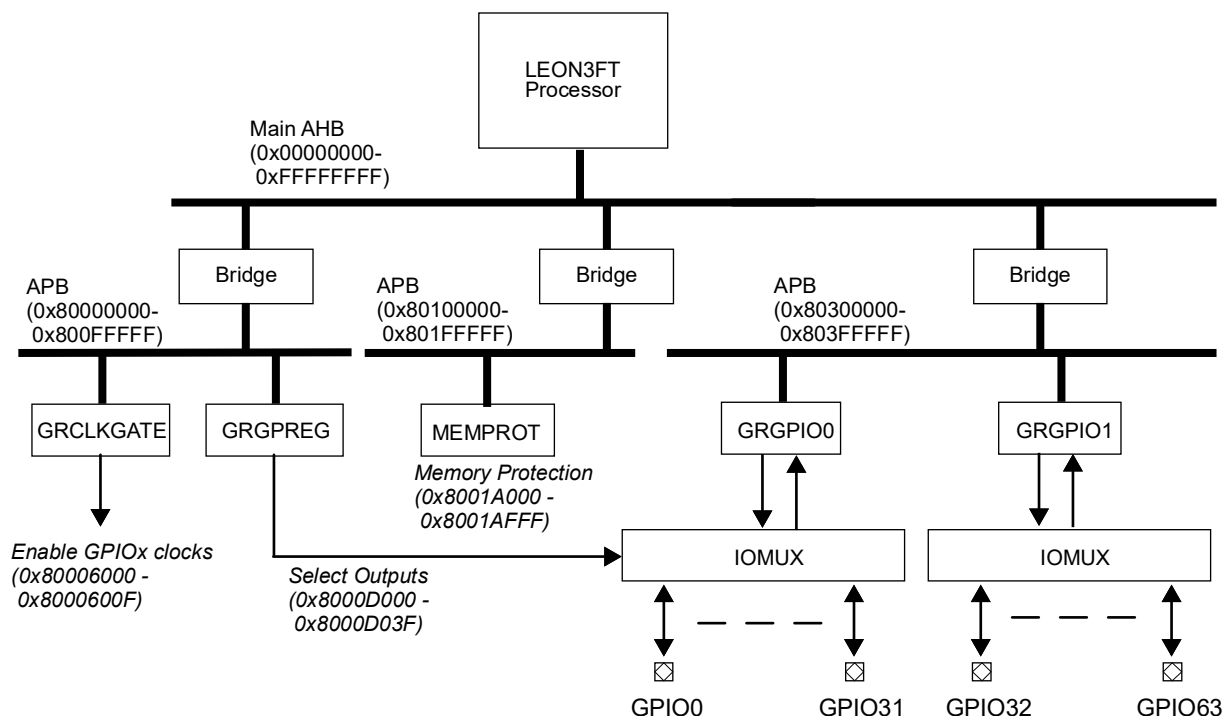 LEON3FT
Processor
Main AHB
(0x00000000-
0xFFFFFFFF)
Bridge
Bridge
Bridge
APB
(0x80000000-
0x800FFFFF)
APB
(0x80100000-
0x801FFFFF)
APB
(0x80300000-
0x803FFFFF)
GRCLKGATE
GRGPREG
MEMPROT
GRGPIO0
GRGPIO1
Memory Protection
(0x8001A000 -
0x8001AFFF)
Enable GPIOx clocks
(0x80006000 -
0x8000600F)
Select Outputs
(0x8000D000 -
0x8000D03F)
IOMUX
IOMUX
GPIO0
GPIO31
GPIO32
GPIO63